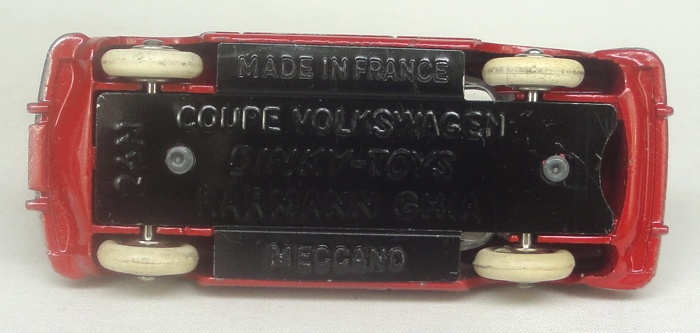 MADE IN FRANCE
COUPE VOLKSWAGEN
24M
DINKY-TOYS
KARMANN GHIA
MECCANO